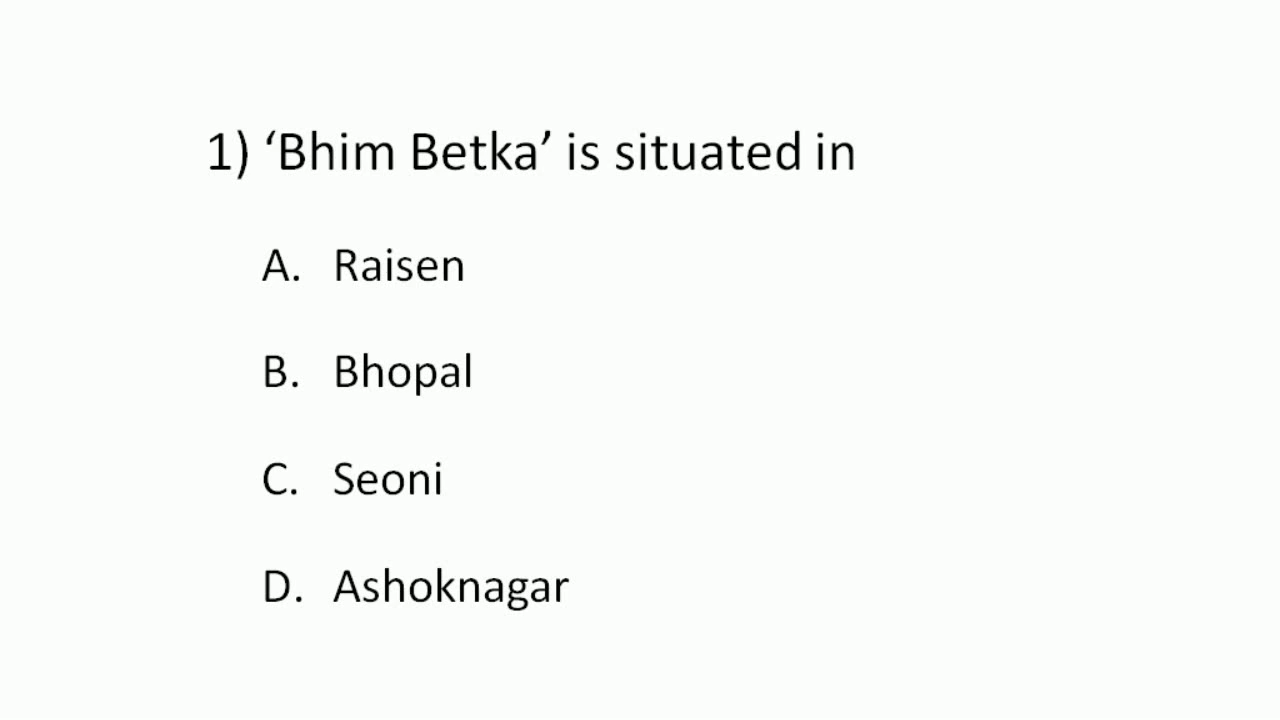 1) ‘Bhim Betka’ is situated in
A. Raisen
B. Bhopal
C. Seoni
D. Ashoknagar